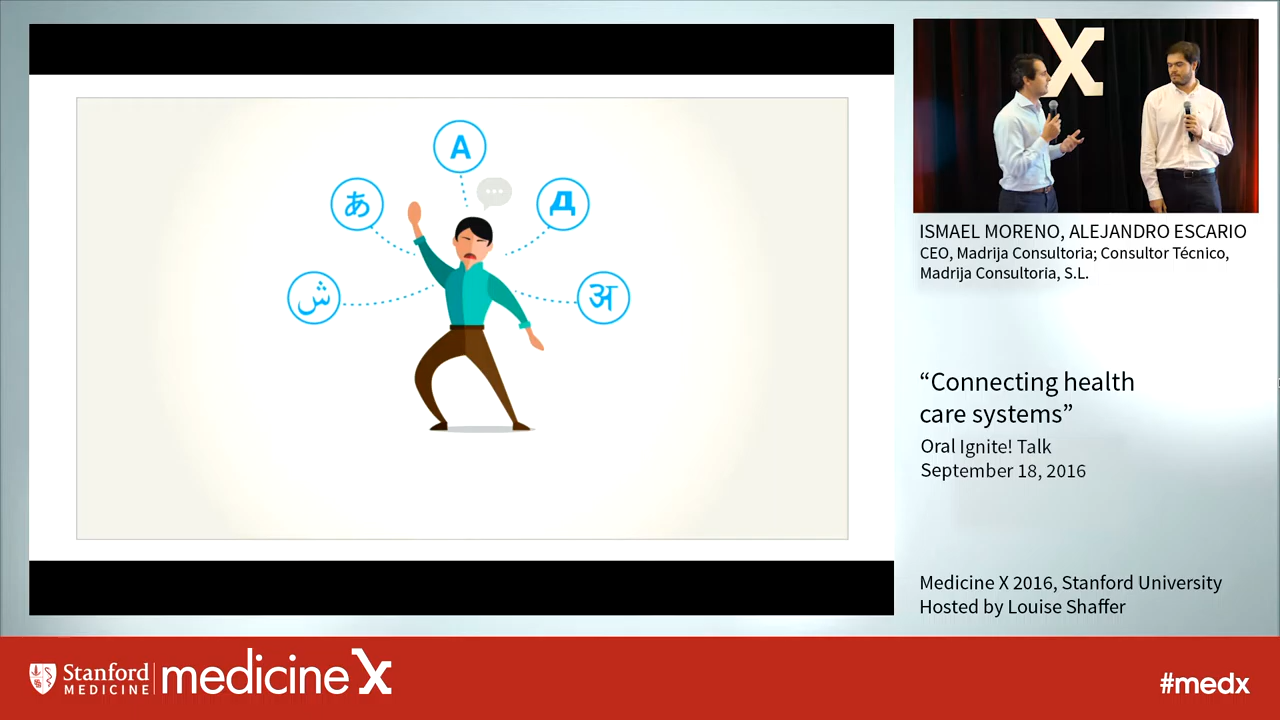 A
あ
Д
ش
अ
X
ISMAEL MORENO, ALEJANDRO ESCARIO
CEO, Madrija Consultoria; Consultor Técnico,
Madrija Consultoria, S.L.
“Connecting health
care systems”
Oral Ignite! Talk
September 18, 2016
Medicine X 2016, Stanford University
Hosted by Louise Shaffer
Stanford
MEDICINE
medicine X
#medx